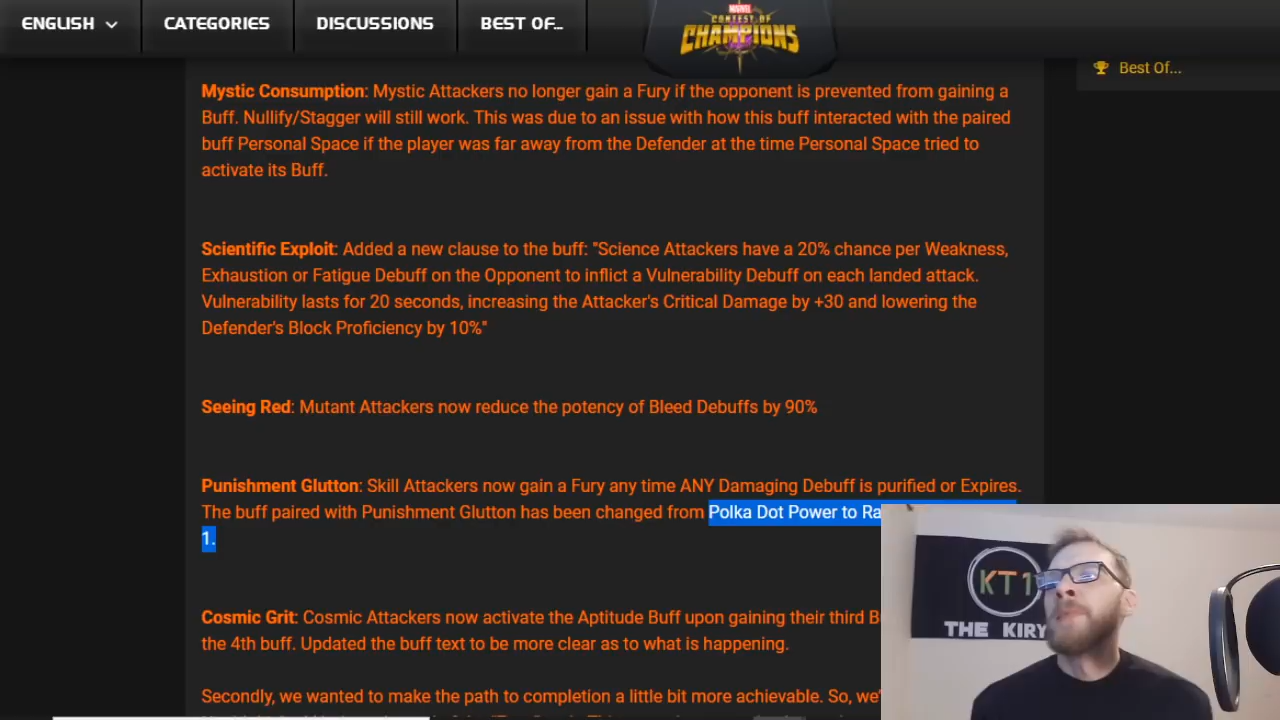 ENGLISH CATEGORIES DISCUSSIONS BEST OF...
MARVEL
CONTEST OF
CHAMPIONS
Best Of...
Mystic Consumption: Mystic Attackers no longer gain a Fury if the opponent is prevented from gaining a
Buff. Nullify/Stagger will still work. This was due to an issue with how this buff interacted with the paired
buff Personal Space if the player was far away from the Defender at the time Personal Space tried to
activate its Buff.
Scientific Exploit: Added a new clause to the buff: "Science Attackers have a 20% chance per Weakness,
Exhaustion or Fatigue Debuff on the Opponent to inflict a Vulnerability Debuff on each landed attack.
Vulnerability lasts for 20 seconds, increasing the Attacker's Critical Damage by +30 and lowering the
Defender's Block Proficiency by 10%"
Seeing Red: Mutant Attackers now reduce the potency of Bleed Debuffs by 90%
Punishment Glutton: Skill Attackers now gain a Fury any time ANY Damaging Debuff is purified or Expires.
The buff paired with Punishment Glutton has been changed from Polka Dot Power to
1.
Cosmic Grit: Cosmic Attackers now activate the Aptitude Buff upon gaining their third
the 4th buff. Updated the buff text to be more clear as to what is happening.
Secondly, we wanted to make the path to completion a little bit more achievable. So,
KT1
THE KIRY